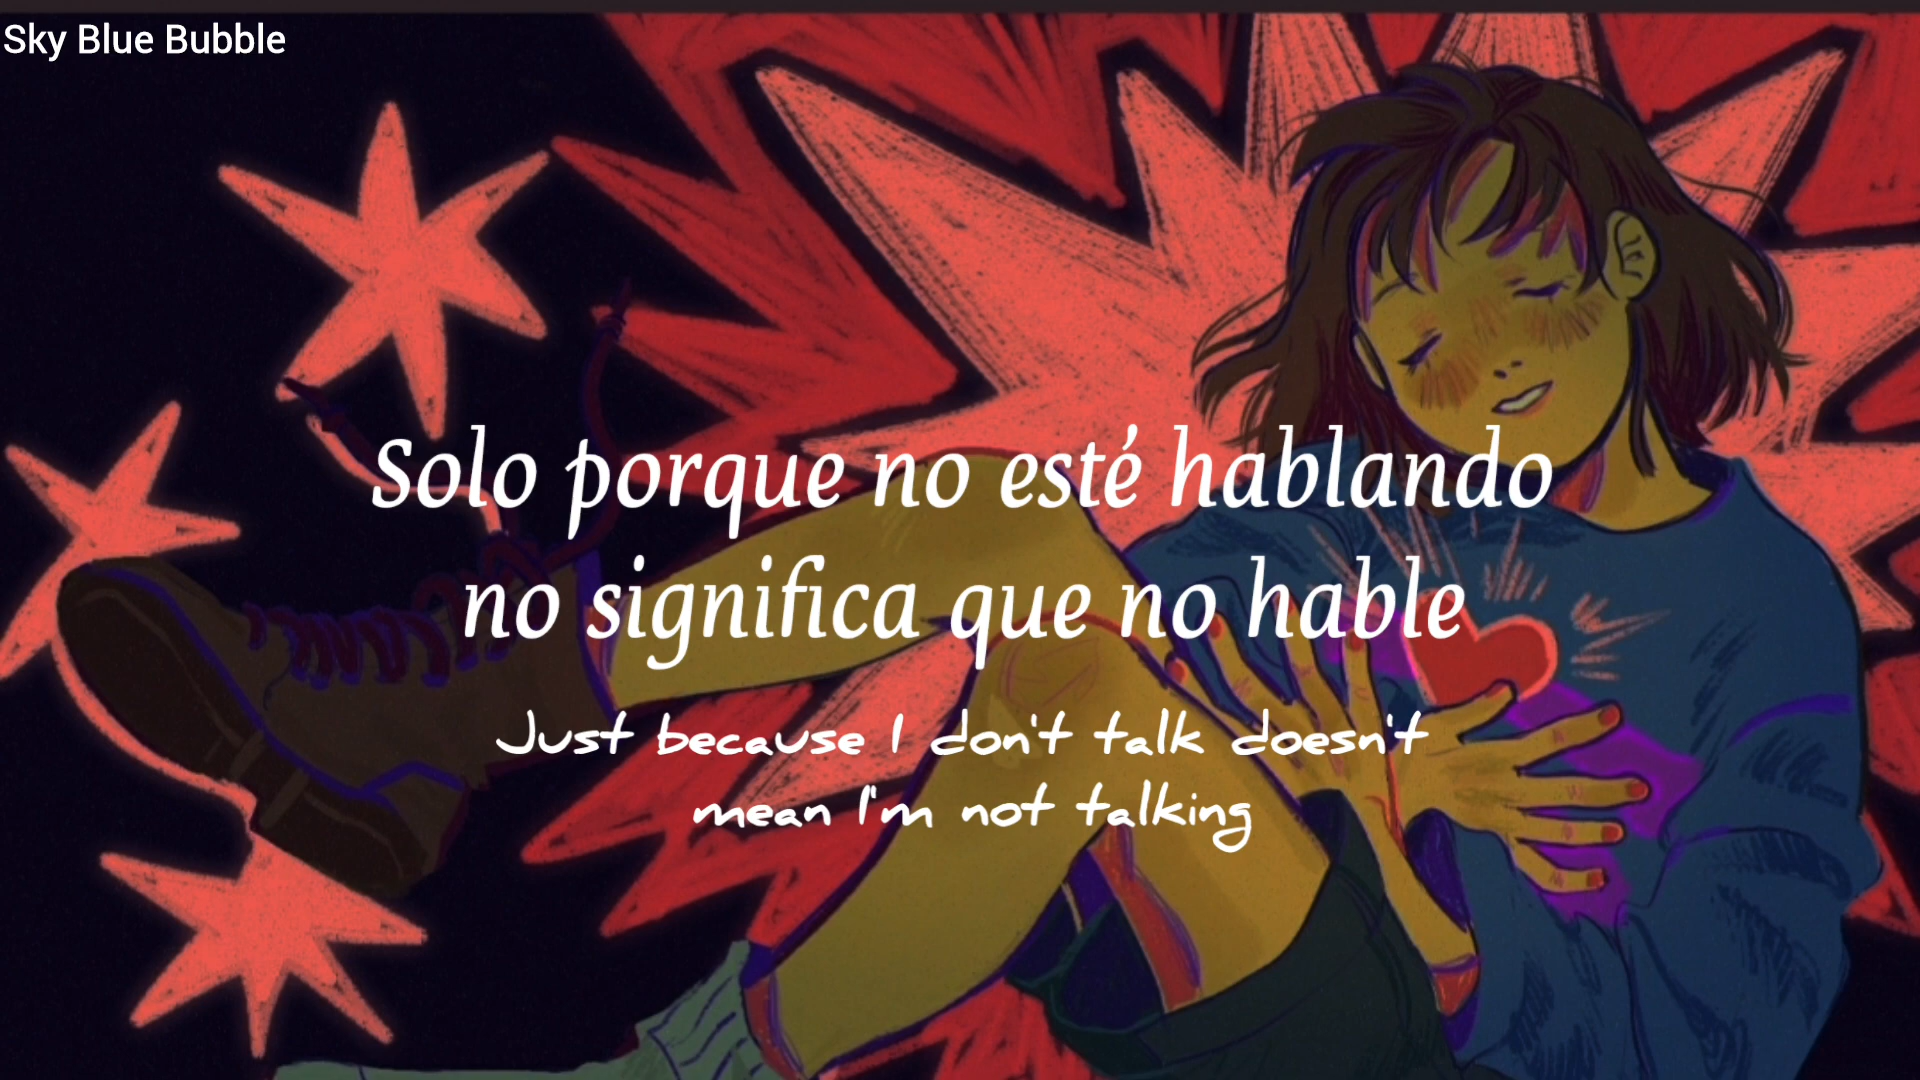 Sky Blue Bubble
Solo porque no esté hablando
no significa que no hable
Just because I don't talk doesn't
mean I'm not talking